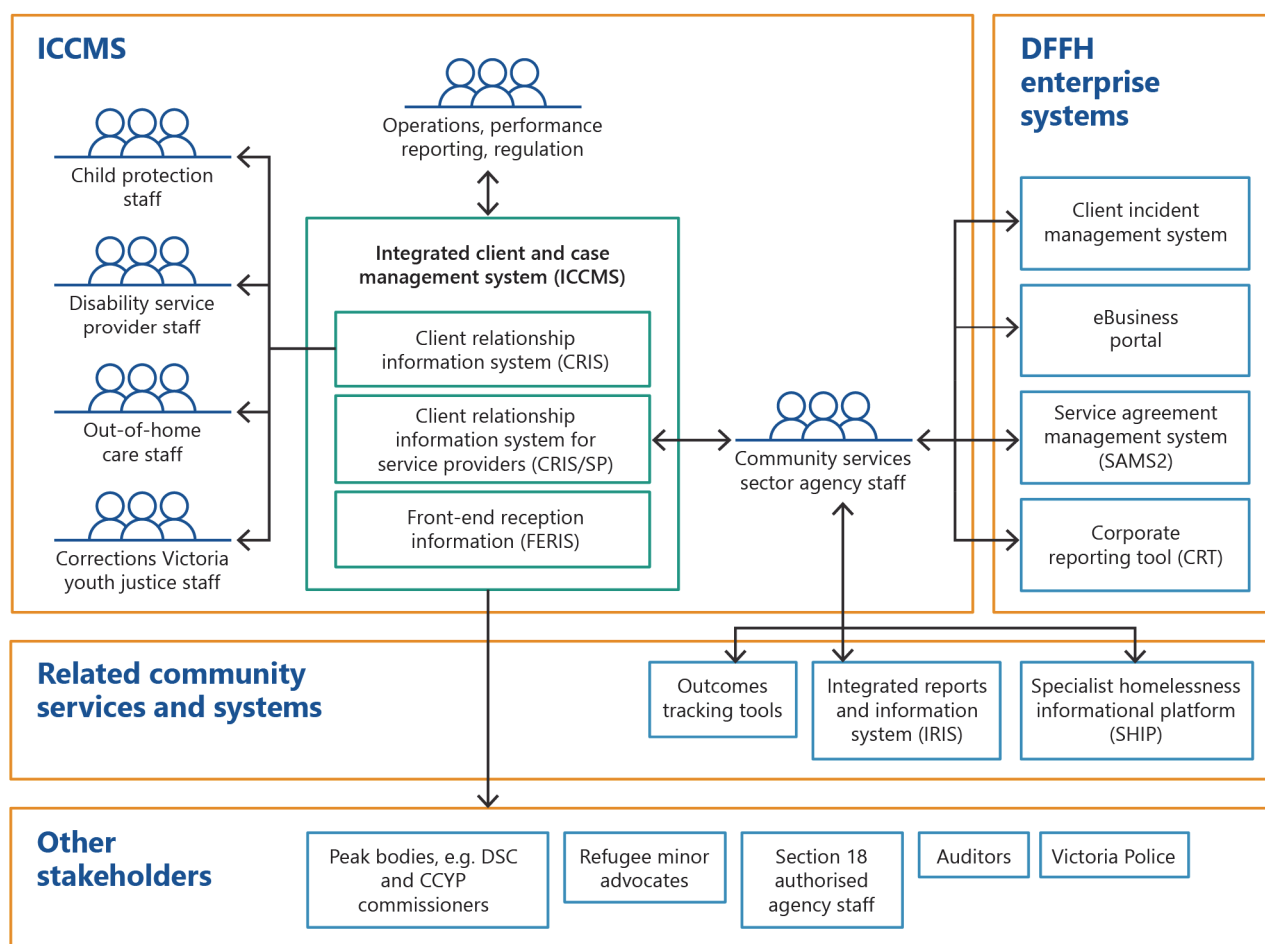 ICCMS
Operations, performance
reporting, regulation
Child protection
staff
Disability service
provider staff
Out-of-home
care staff
Corrections Victoria
youth justice staff
Integrated client and case
management system (ICCMS)
Client relationship
information system (CRIS)
Client relationship
information system for
service providers (CRIS/SP)
Front-end reception
information (FERIS)
Community services
sector agency staff
DFFH
enterprise
systems
Client incident
management system
eBusiness
portal
Service agreement
management system
(SAMS2)
Corporate
reporting tool (CRT)
Related community
services and systems
Outcomes
tracking tools
Integrated reports
and information
system (IRIS)
Specialist homelessness
informational platform
(SHIP)
Other
stakeholders
Peak bodies, e.g. DSC
and CCYP
commissioners
Refugee minor
advocates
Section 18
authorised
agency staff
Auditors
Victoria Police